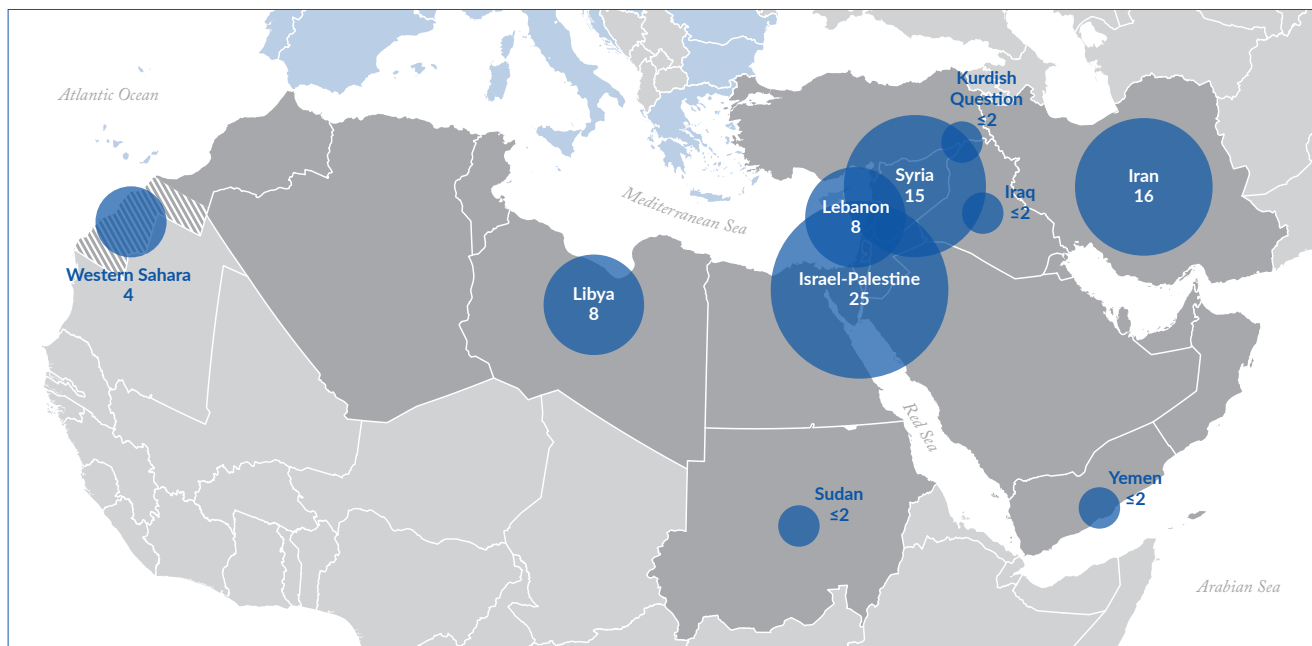 Atlantic Ocean
Kurdish
Question
≤2
Syria
15
Iran
16
Iraq
≤2
Lebanon
8
Mediterranean Sea
Western Sahara
4
Libya
8
Israel-Palestine
25
Red Sea
Sudan
≤2
Yemen
≤2
Arabian Sea